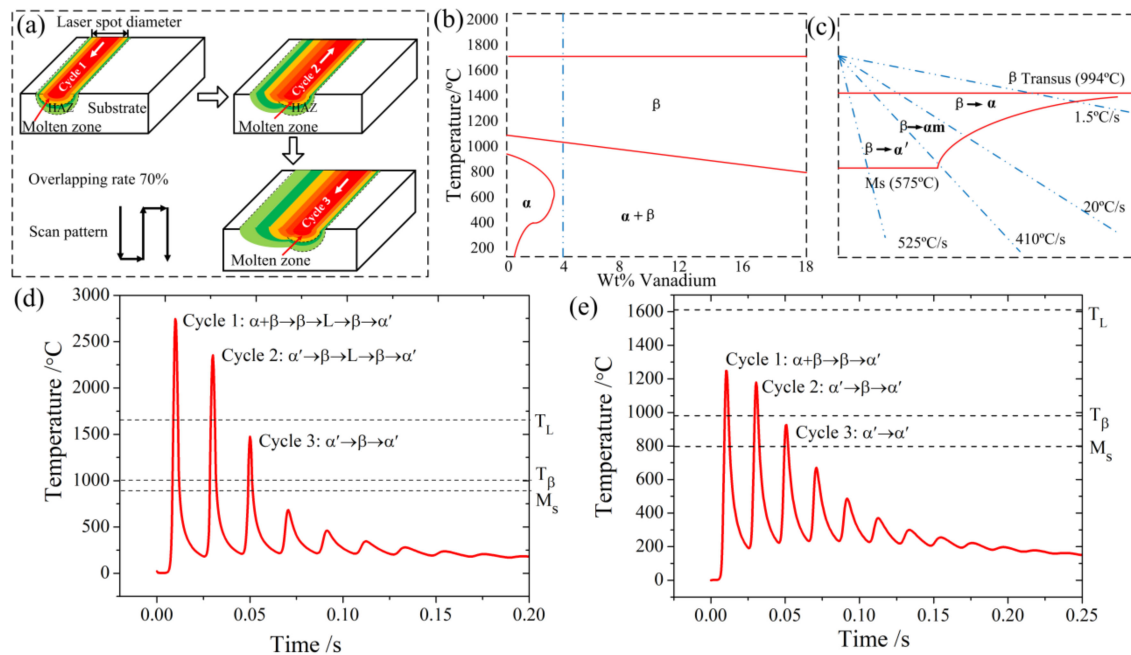 (a)
Laser spot diameter
Cycle 1
HAZ
Substrate
Molten zone
Cycle 2
HAZ
Molten zone
Overlapping rate 70%
Scan pattern
Cycle 3
Molten zone
(b)
Temperature/°C
2000
1800
1600
1400
1200
1000
800
600
400
200
β
α
α + β
0 4 8 12 16 18
Wt% Vanadium
(c)
β Transus (994°C)
β → α
1.5°C/s
β → αm
β → α′
Ms (575°C)
20°C/s
525°C/s
410°C/s
(d)
Temperature /°C
3000
2500
2000
1500
1000
500
0
Cycle 1: α+β→β→L→β→α′
Cycle 2: α′→β→L→β→α′
Cycle 3: α′→β→α′
TL
Tβ
Ms
0.00 0.05 0.10 0.15 0.20
Time /s
(e)
Temperature /°C
1600
1400
1200
1000
800
600
400
200
0
TL
Cycle 1: α+β→β→α′
Cycle 2: α′→β→α′
Tβ
Cycle 3: α′→α′
Ms
0.00 0.05 0.10 0.15 0.20 0.25
Time /s